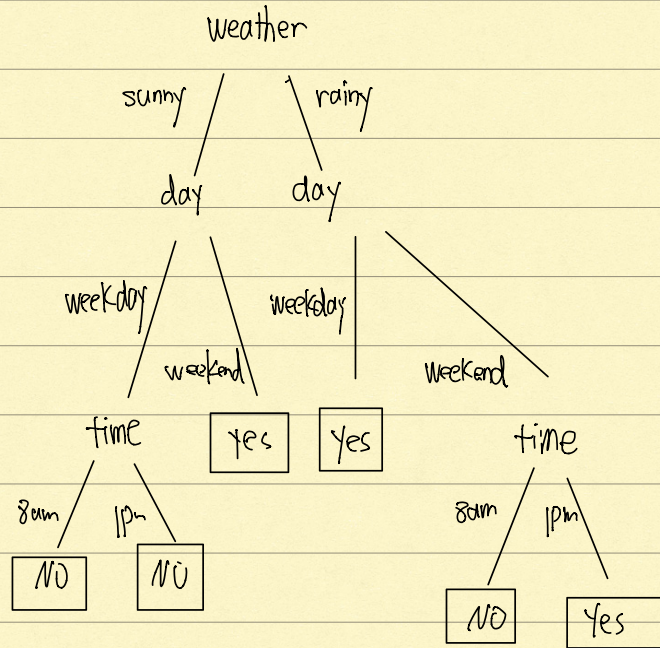 weather
sunny rainy
day day
weekday weekday
weekend weekend
time yes yes time
8am 1pm 8am 1pm
NO NO
NO Yes